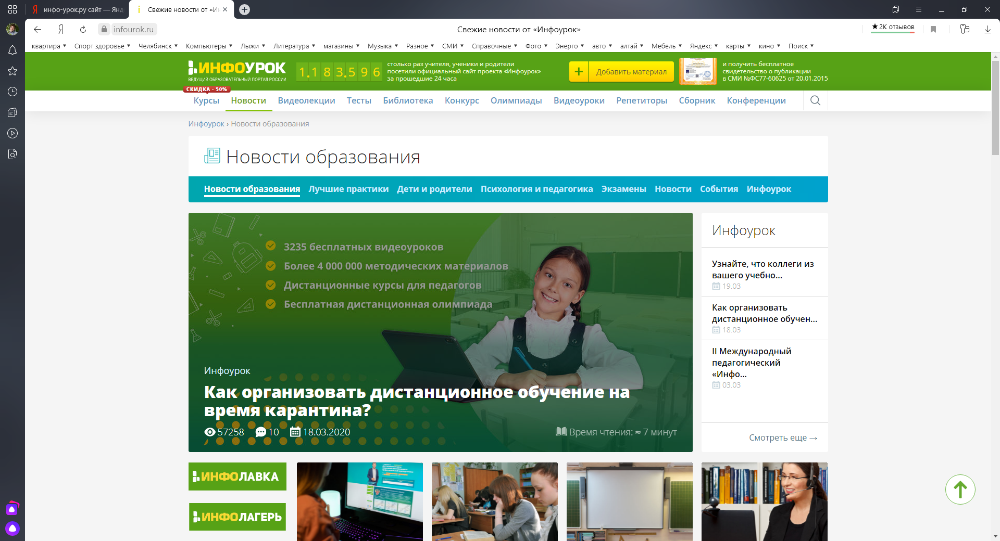 инфо-урок.ру сайт — Янд
Свежие новости от «Ин
infourok.ru
Свежие новости от «Инфоурок»
★ 2К отзывов
квартира ▾ Спорт здоровье ▾ Челябинск ▾ Компьютеры ▾ Лыжи ▾ Литература ▾ магазины ▾ Музыка ▾ Разное ▾ СМИ ▾ Справочные ▾ Фото ▾ Энерго ▾ авто ▾ алтай ▾ Мебель ▾ Яндекс ▾ карты ▾ кино ▾ Поиск ▾
ИНФОУРОК
ВЕДУЩИЙ ОБРАЗОВАТЕЛЬНЫЙ ПОРТАЛ РОССИИ
1.183.596
столько раз учителя, ученики и родители
посетили официальный сайт проекта «Инфоурок»
за прошедшие 24 часа
+ Добавить материал
и получить бесплатное
свидетельство о публикации
в СМИ №ФС77-60625 от 20.01.2015
СКИДКА - 50%
Курсы Новости Видеолекции Тесты Библиотека Конкурс Олимпиады Видеоуроки Репетиторы Сборник Конференции
Инфоурок › Новости образования
Новости образования
Новости образования Лучшие практики Дети и родители Психология и педагогика Экзамены Новости События Инфоурок
3235 бесплатных видеоуроков
Более 4 000 000 методических материалов
Дистанционные курсы для педагогов
Бесплатная дистанционная олимпиада
Инфоурок
Как организовать дистанционное обучение на
время карантина?
57258 10 18.03.2020
Время чтения: ≈ 7 минут
Инфоурок
Узнайте, что коллеги из
вашего учебно...
19.03
Как организовать
дистанционное обучен...
18.03
II Международный
педагогический
«Инфо...
03.03
Смотреть еще →
ИНФОЛАВКА
ИНФОЛАГЕРЬ